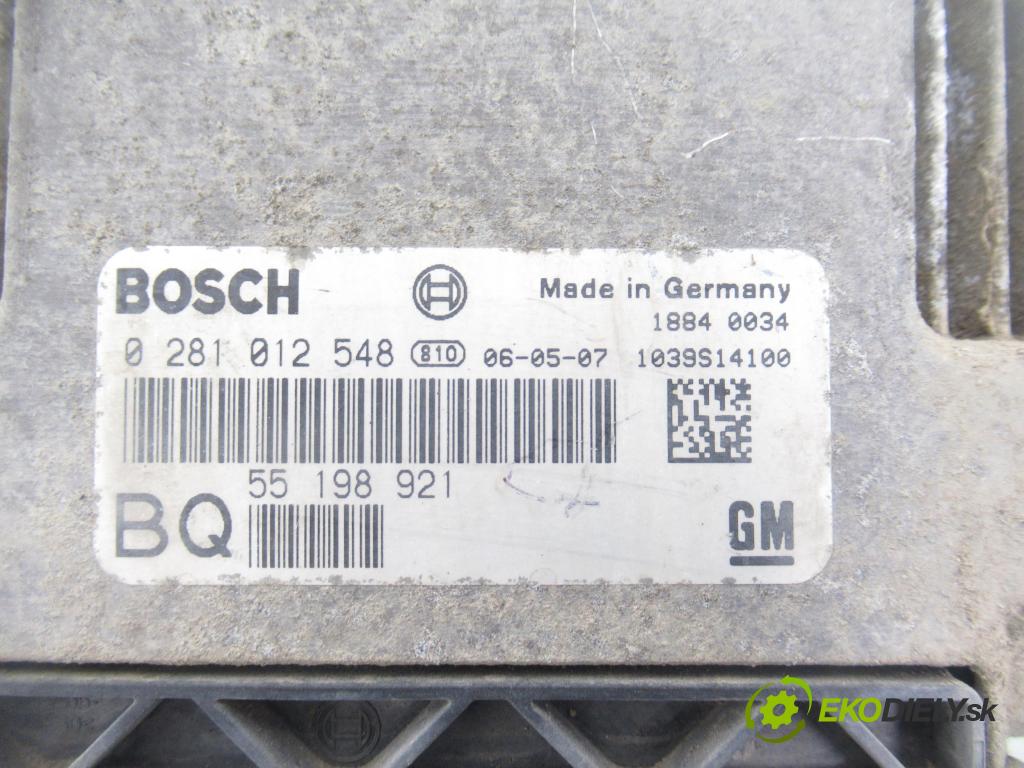 BOSCH Made in Germany
1884 0034
0 281 012 548 810 06-05-07 1039S14100
55 198 921
BQ GM
EKODIELY.sk